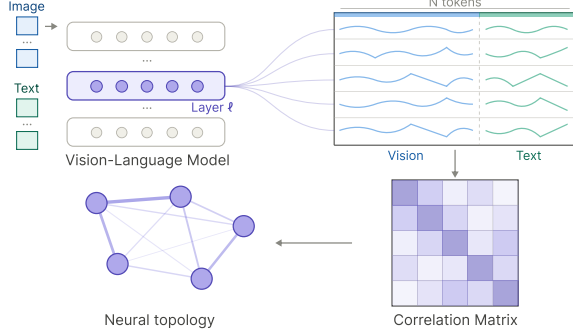 Image
...
Text
...
...
...
Layer ℓ
Vision-Language Model
N tokens
Vision
Text
Neural topology
Correlation Matrix